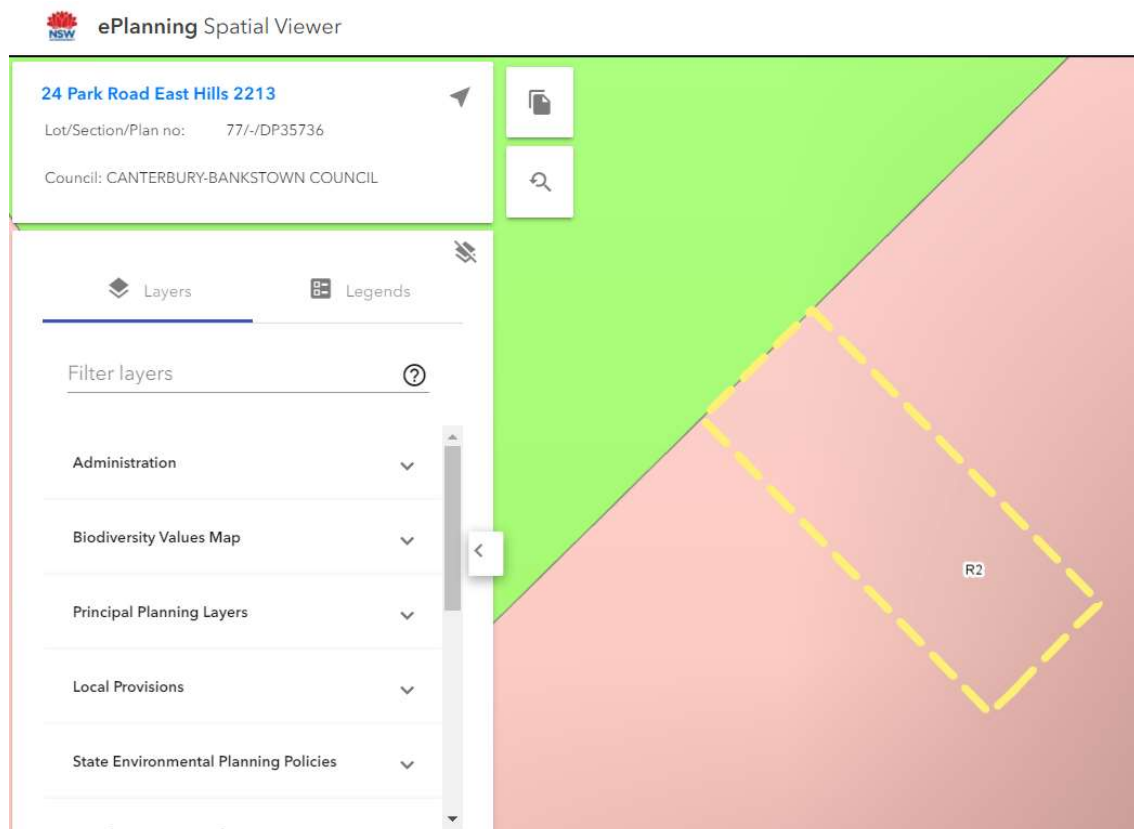 NSW
ePlanning Spatial Viewer
24 Park Road East Hills 2213
Lot/Section/Plan no: 77/-/DP35736
Council: CANTERBURY-BANKSTOWN COUNCIL
Layers
Legends
Filter layers
Administration
Biodiversity Values Map
Principal Planning Layers
Local Provisions
State Environmental Planning Policies
R2